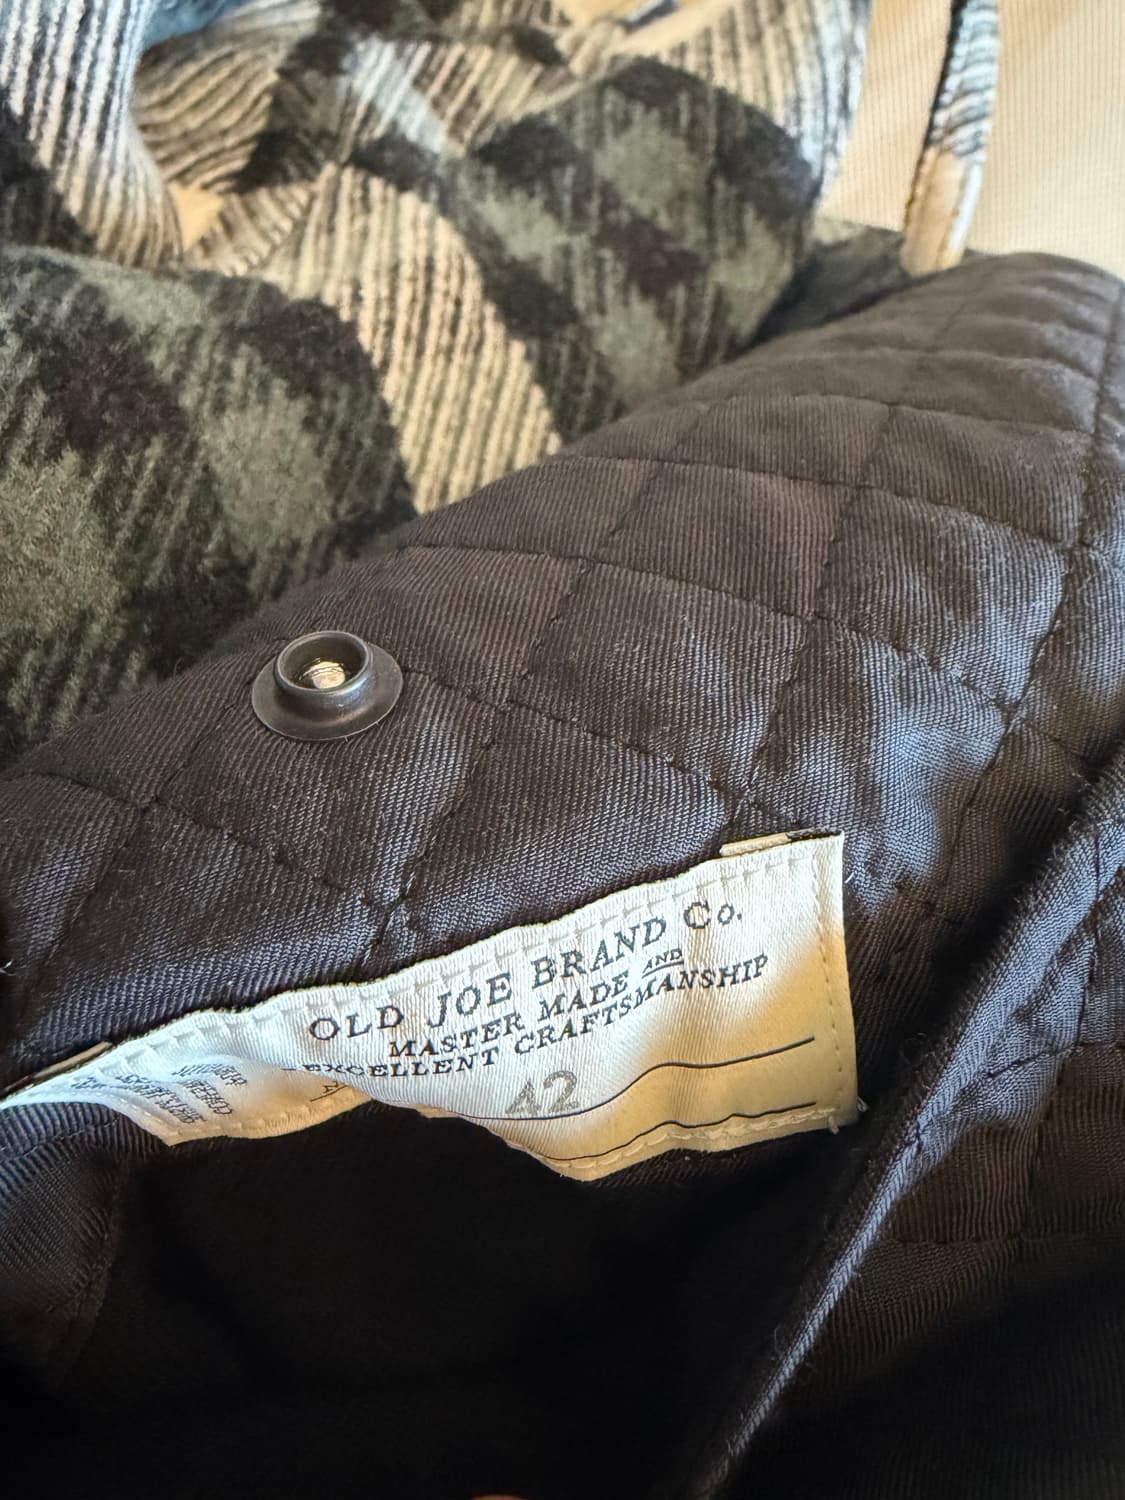 OLD JOE BRAND Co.
MASTER MADE AND
EXCELLENT CRAFTSMANSHIP
42